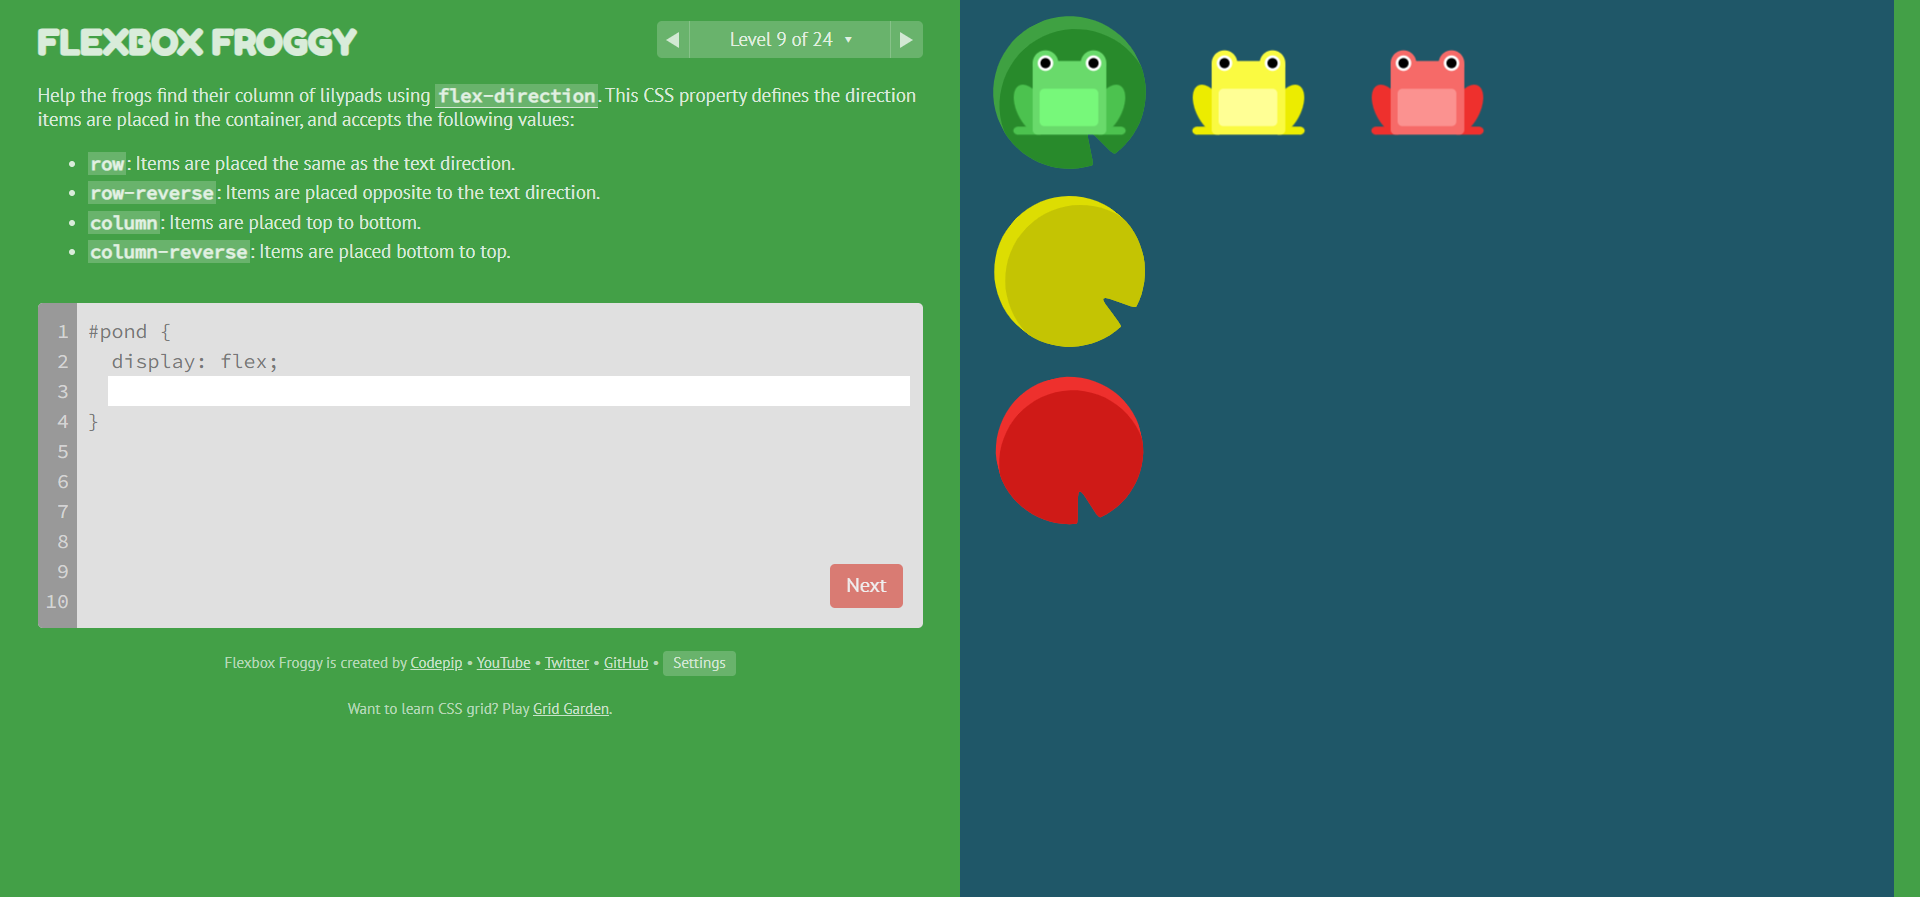 FLEXBOX FROGGY
Level 9 of 24
Help the frogs find their column of lilypads using flex-direction. This CSS property defines the direction
items are placed in the container, and accepts the following values:
• row: Items are placed the same as the text direction.
• row-reverse: Items are placed opposite to the text direction.
• column: Items are placed top to bottom.
• column-reverse: Items are placed bottom to top.
1 #pond {
2 display: flex;
3
4 }
5
6
7
8
9
10
Next
Flexbox Froggy is created by Codepip • YouTube • Twitter • GitHub • Settings
Want to learn CSS grid? Play Grid Garden.